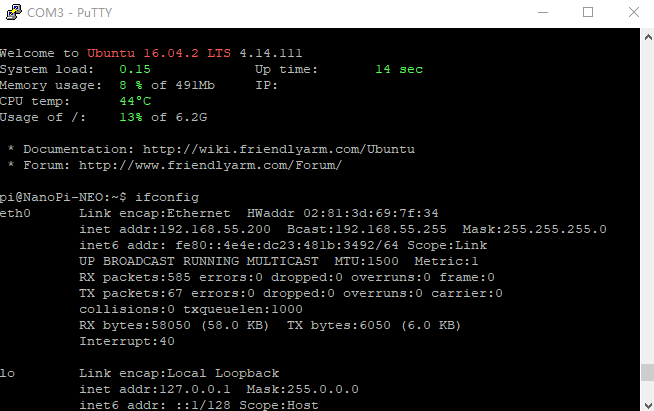 COM3 - PuTTY
Welcome to Ubuntu 16.04.2 LTS 4.14.111
System load:   0.15            Up time:       14 sec
Memory usage:  8 % of 491Mb     IP:
CPU temp:      44°C
Usage of /:    13% of 6.2G
 * Documentation: http://wiki.friendlyarm.com/Ubuntu
 * Forum: http://www.friendlyarm.com/Forum/
pi@NanoPi-NEO:~$ ifconfig
eth0      Link encap:Ethernet  HWaddr 02:81:3d:69:7f:34
          inet addr:192.168.55.200  Bcast:192.168.55.255  Mask:255.255.255.0
          inet6 addr: fe80::4e4e:dc23:481b:3492/64 Scope:Link
          UP BROADCAST RUNNING MULTICAST  MTU:1500  Metric:1
          RX packets:585 errors:0 dropped:0 overruns:0 frame:0
          TX packets:67 errors:0 dropped:0 overruns:0 carrier:0
          collisions:0 txqueuelen:1000
          RX bytes:58050 (58.0 KB)  TX bytes:6050 (6.0 KB)
          Interrupt:40
lo        Link encap:Local Loopback
          inet addr:127.0.0.1  Mask:255.0.0.0
          inet6 addr: ::1/128 Scope:Host